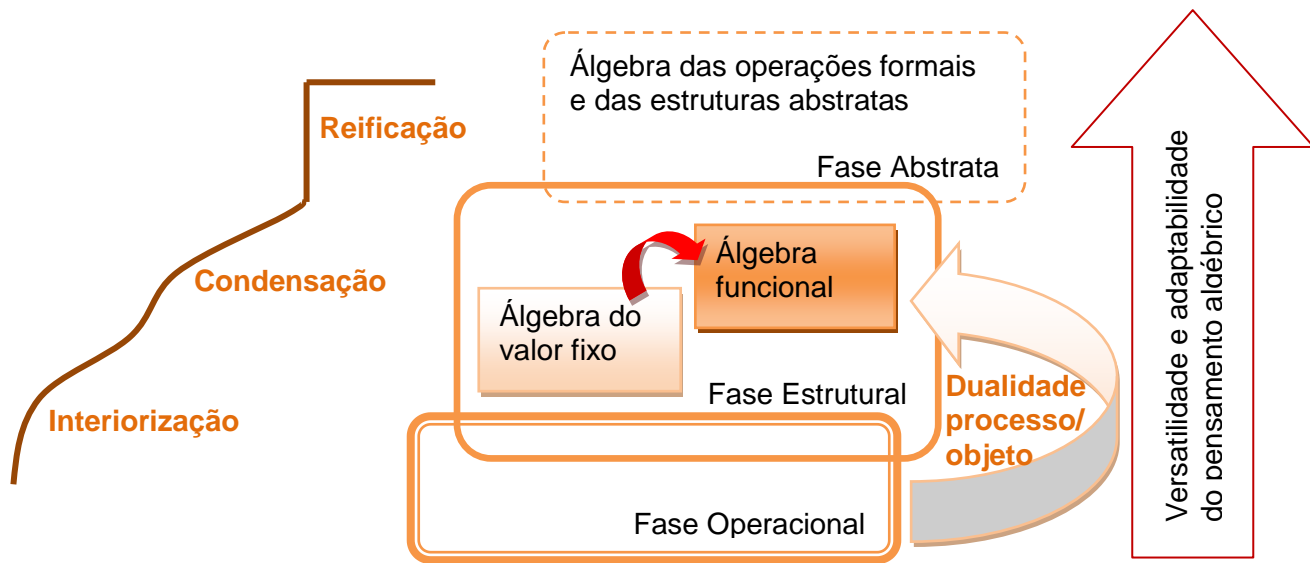 Álgebra das operações formais
e das estruturas abstratas
Fase Abstrata
Reificação
Condensação
Interiorização
Álgebra
funcional
Álgebra do
valor fixo
Fase Estrutural
Fase Operacional
Dualidade
processo/
objeto
Versatilidade e adaptabilidade
do pensamento algébrico